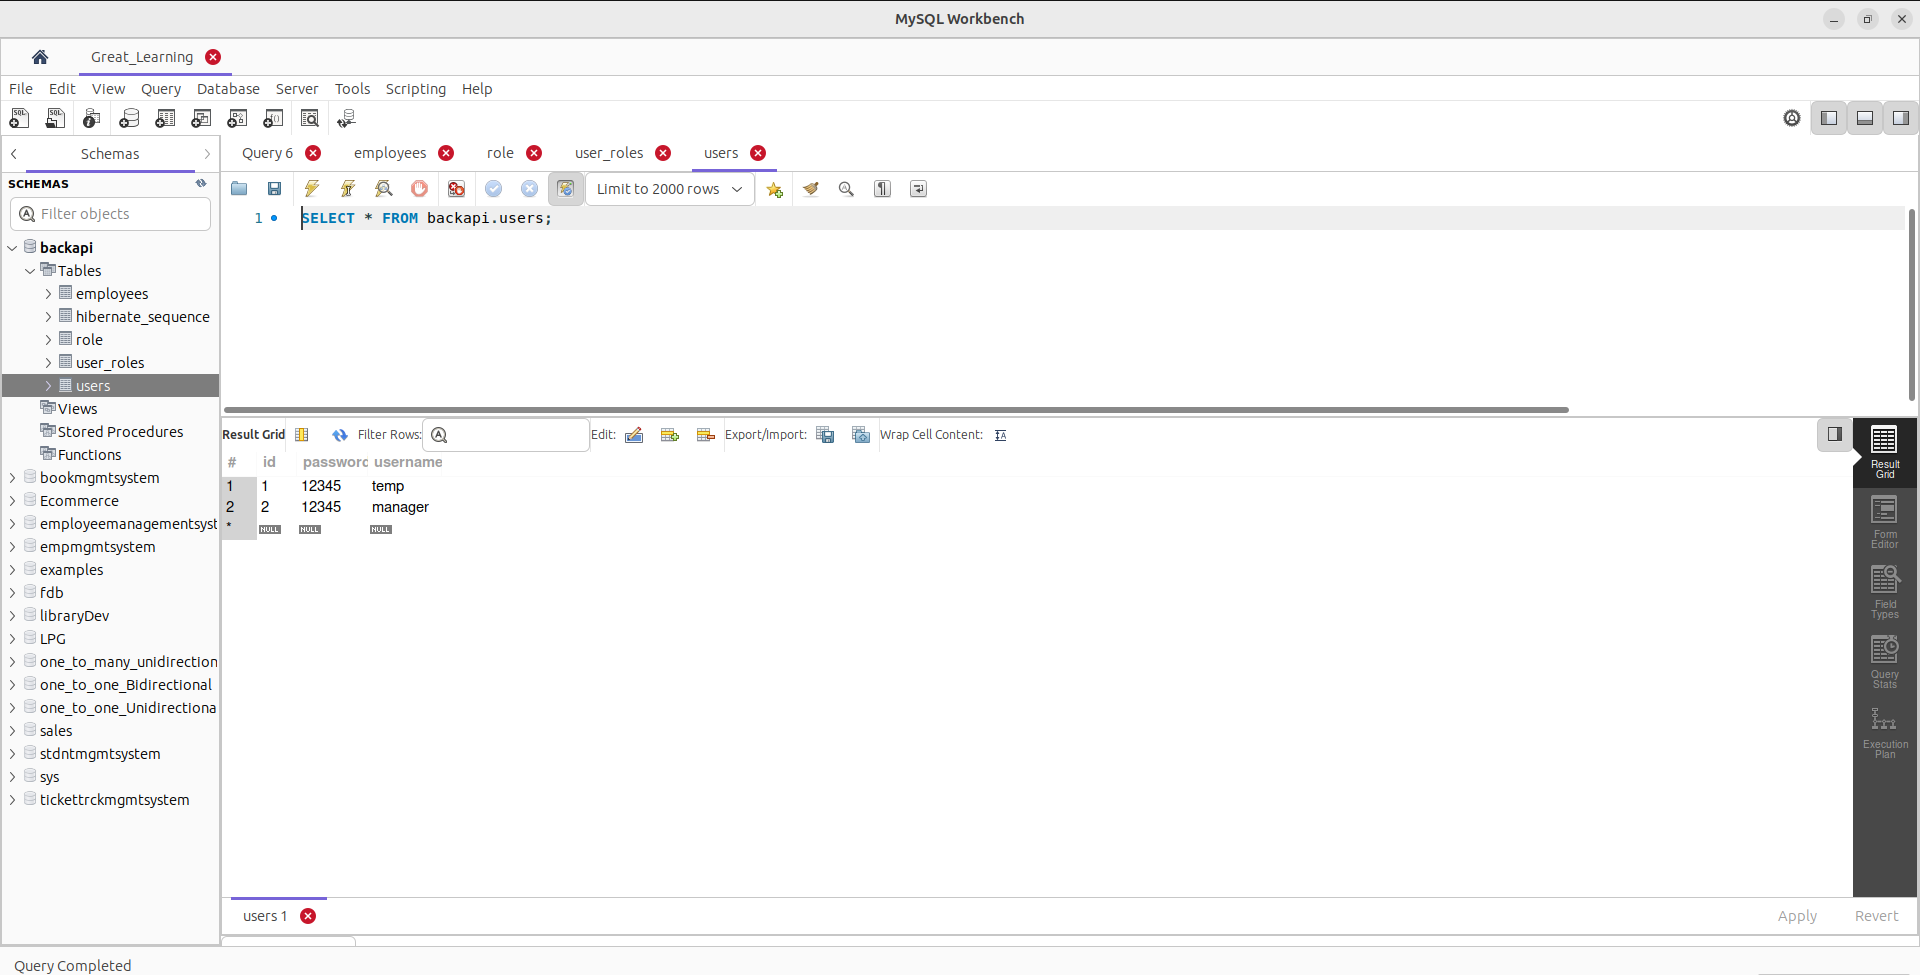 MySQL Workbench
Great_Learning
File Edit View Query Database Server Tools Scripting Help
Schemas
SCHEMAS
Filter objects
backapi
Tables
employees
hibernate_sequence
role
user_roles
users
Views
Stored Procedures
Functions
bookmgmtsystem
Ecommerce
employeemanagementsyst
empmgmtsystem
examples
fdb
libraryDev
LPG
one_to_many_unidirection
one_to_one_Bidirectional
one_to_one_Unidirectiona
sales
stdntmgmtsystem
sys
tickettrckmgmtsystem
Query 6 employees role user_roles users
Limit to 2000 rows
1 SELECT * FROM backapi.users;
Result Grid Filter Rows: Edit: Export/Import: Wrap Cell Content:
# id password username
1 1 12345 temp
2 2 12345 manager
* NULL NULL NULL
Result
Grid
Form
Editor
Field
Types
Query
Stats
Execution
Plan
users 1
Apply Revert
Query Completed